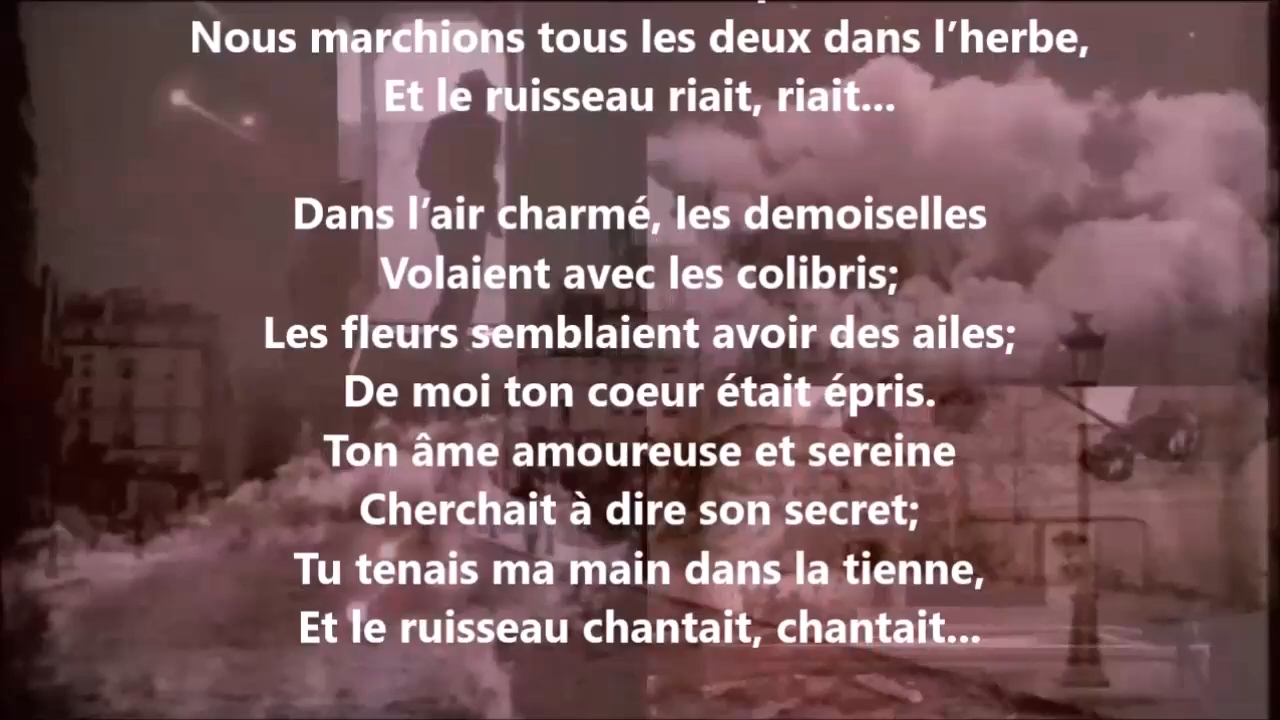 Nous marchions tous les deux dans l’herbe,
Et le ruisseau riait, riait...
Dans l’air charmé, les demoiselles
Volaient avec les colibris;
Les fleurs semblaient avoir des ailes;
De moi ton coeur était épris.
Ton âme amoureuse et sereine
Cherchait à dire son secret;
Tu tenais ma main dans la tienne,
Et le ruisseau chantait, chantait...